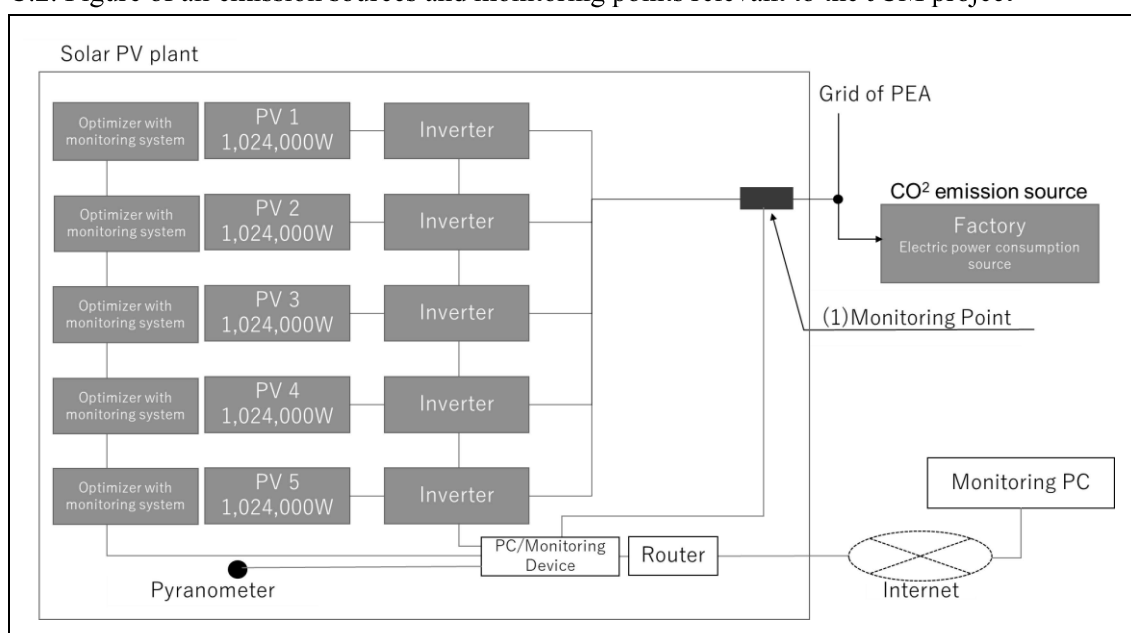 Solar PV plant
Optimizer with
monitoring system
PV 1
1,024,000W
Inverter
Optimizer with
monitoring system
PV 2
1,024,000W
Inverter
Optimizer with
monitoring system
PV 3
1,024,000W
Inverter
Optimizer with
monitoring system
PV 4
1,024,000W
Inverter
Optimizer with
monitoring system
PV 5
1,024,000W
Inverter
Grid of PEA
CO² emission source
Factory
Electric power consumption
source
(1)Monitoring Point
Monitoring PC
PC/Monitoring
Device
Router
Pyranometer
Internet